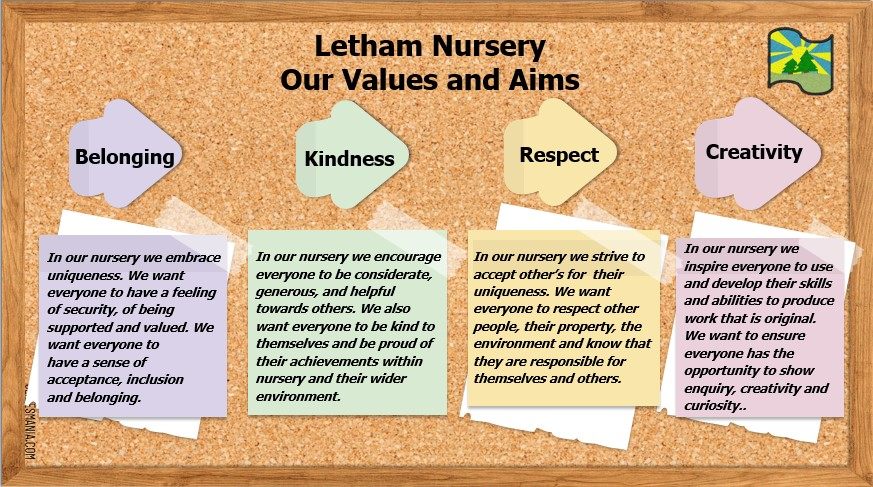 Letham Nursery
Our Values and Aims
Belonging
Kindness
Respect
Creativity
In our nursery we embrace
uniqueness. We want
everyone to have a feeling
of security, of being
supported and valued. We
want everyone to
have a sense of
acceptance, inclusion
and belonging.
In our nursery we encourage
everyone to be considerate,
generous, and helpful
towards others. We also
want everyone to be kind to
themselves and be proud of
their achievements within
nursery and their wider
environment.
In our nursery we strive to
accept other's for  their
uniqueness. We want
everyone to respect other
people, their property, the
environment and know that
they are responsible for
themselves and others.
In our nursery we
inspire everyone to use
and develop their skills
and abilities to produce
work that is original.
We want to ensure
everyone has the
opportunity to show
enquiry, creativity and
curiosity..
SMANIA.COM